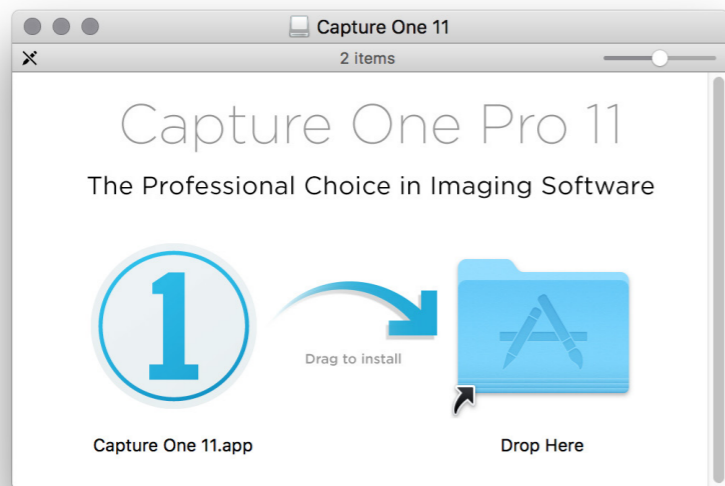 Capture One 11
2 items
Capture One Pro 11
The Professional Choice in Imaging Software
1
Drag to install
Capture One 11.app
Drop Here